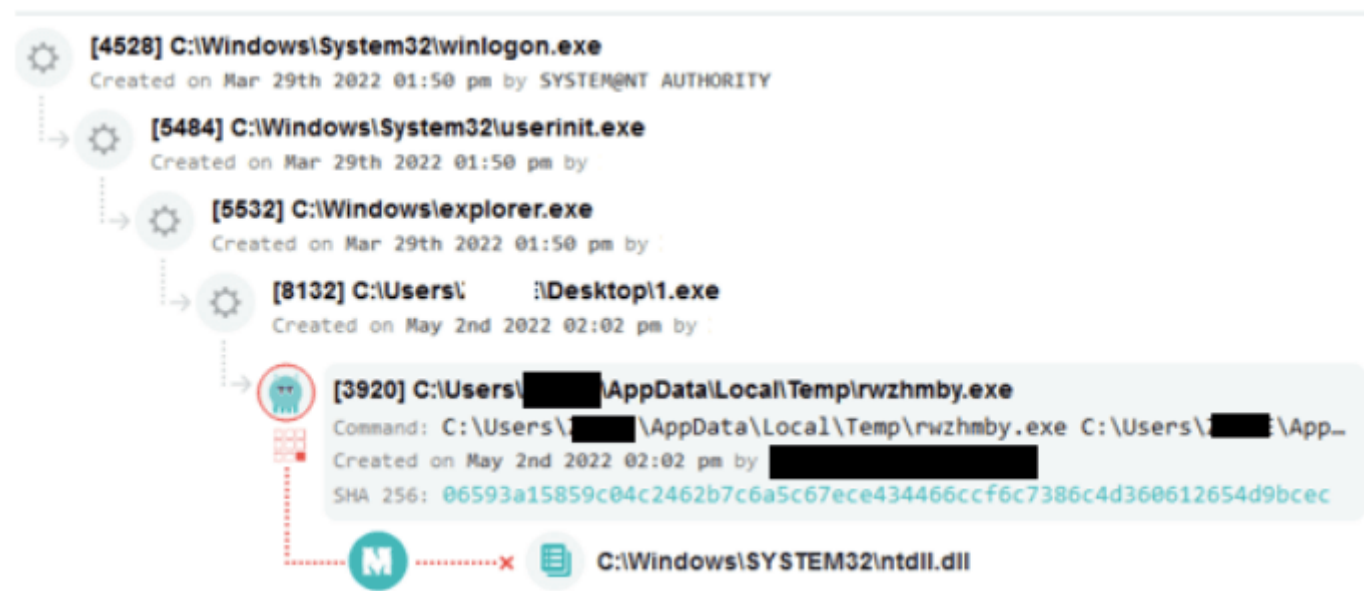 [4528] C:\Windows\System32\winlogon.exe
Created on Mar 29th 2022 01:50 pm by SYSTEM@NT AUTHORITY
[5484] C:\Windows\System32\userinit.exe
Created on Mar 29th 2022 01:50 pm by
[5532] C:\Windows\explorer.exe
Created on Mar 29th 2022 01:50 pm by
[8132] C:\Users\ \Desktop\1.exe
Created on May 2nd 2022 02:02 pm by
[3920] C:\Users\ \AppData\Local\Temp\rwzhmby.exe
Command: C:\Users\ \AppData\Local\Temp\rwzhmby.exe C:\Users\ \App…
Created on May 2nd 2022 02:02 pm by
SHA 256: 06593a15859c04c2462b7c6a5c67ece434466ccf6c7386c4d360612654d9bcec
M
C:\Windows\SYSTEM32\ntdll.dll